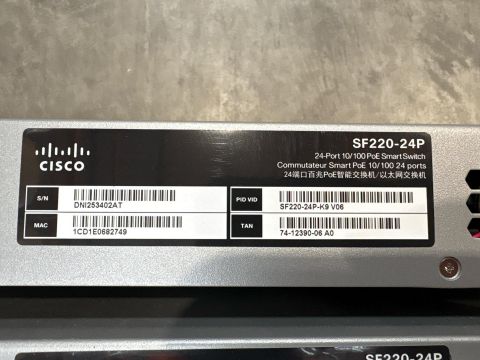 SF220-24P
24-Port 10/100 PoE Smart Switch
Commutateur Smart PoE 10/100 24 ports
24端口百兆PoE智能交换机/以太网交换机
CISCO
S/N
DNI253402AT
PID VID
SF220-24P-K9 V06
MAC
1CD1E0682749
TAN
74-12390-06 A0
SF220-24P